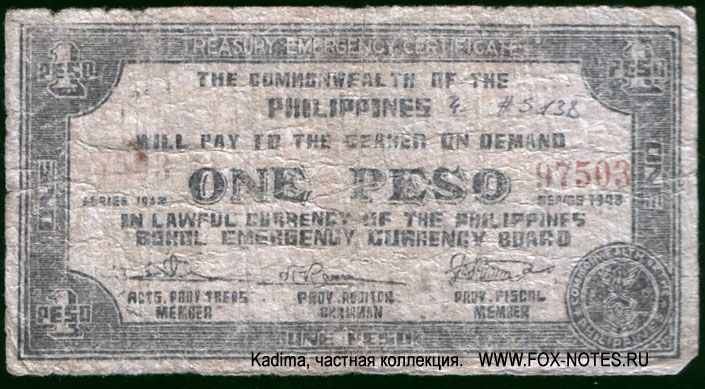 TREASURY EMERGENCY CERTIFICATE
1
PESO
1
PESO
THE COMMONWEALTH OF THE
PHILIPPINES #S138
WILL PAY TO THE BEARER ON DEMAND
ONE
ONE PESO
ONE
97503
SERIES 1942
SERIES 1942
IN LAWFUL CURRENCY OF THE PHILIPPINES
BOHOL EMERGENCY CURRENCY BOARD
ACTG. PROV TREAS
MEMBER
PROV. AUDITOR
CHAIRMAN
PROV. FISCAL
MEMBER
1
PESO
ONE PESO
Kadima, частная коллекция.
WWW.FOX-NOTES.RU